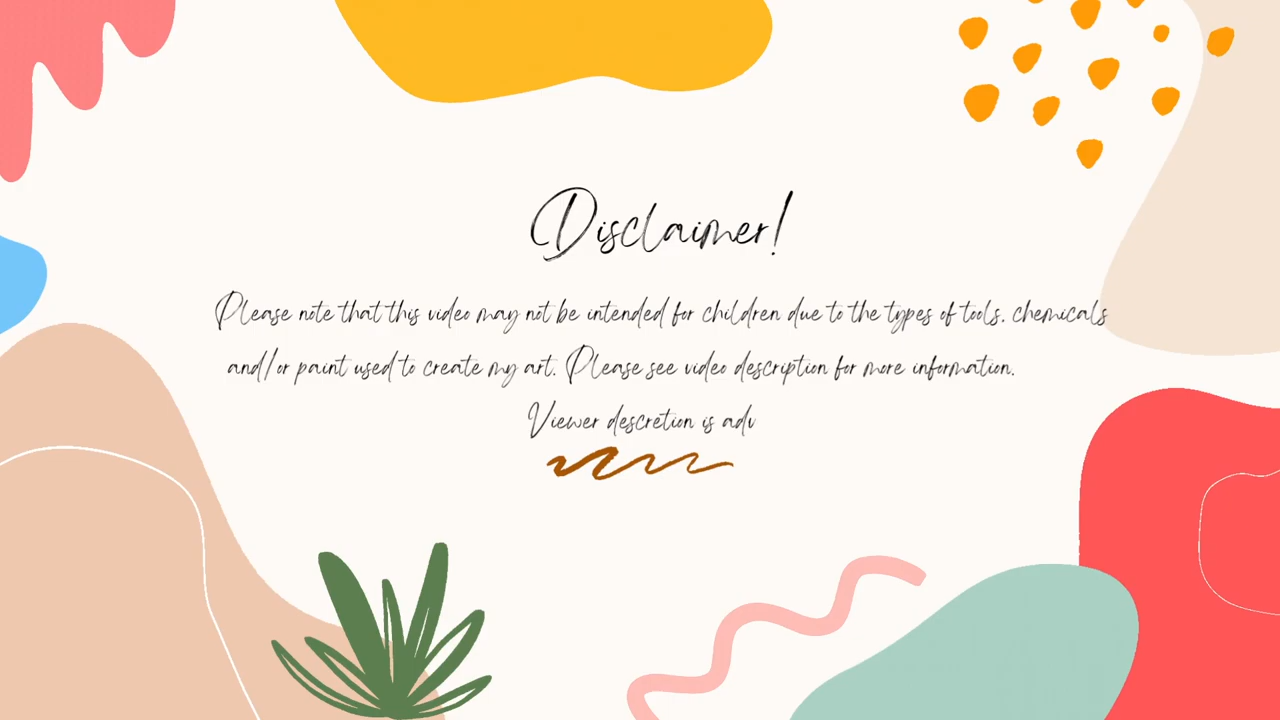 Disclaimer!
Please note that this video may not be intended for children due to the types of tools, chemicals
and/or paint used to create my art. Please see video description for more information.
Viewer descretion is adv